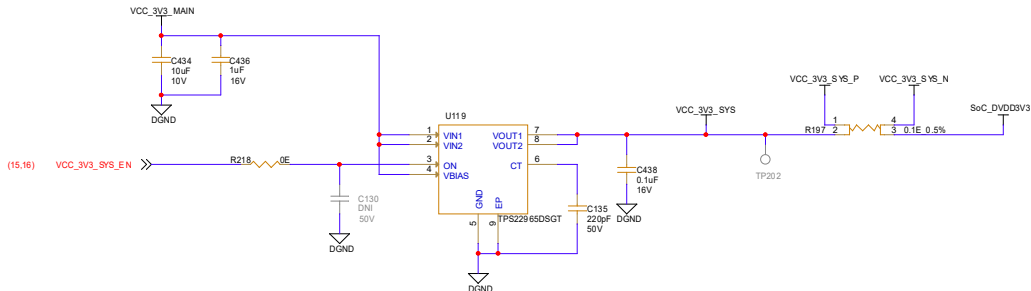 VCC_3V3_MAIN
C434
10uF
10V
C436
1uF
16V
DGND
(15,16) VCC_3V3_SYS_EN
R218 0E
C130
DNI
50V
DGND
U119
1 VIN1
2 VIN2
3 ON
4 VBIAS
VOUT1 7
VOUT2 8
CT 6
GND
EP
5
9
TPS22965DSGT
DGND
C135
220pF
50V
C438
0.1uF
16V
DGND
VCC_3V3_SYS
TP202
VCC_3V3_SYS_P
VCC_3V3_SYS_N
SoC_DVDD3V3
1
4
R197 2
3 0.1E 0.5%